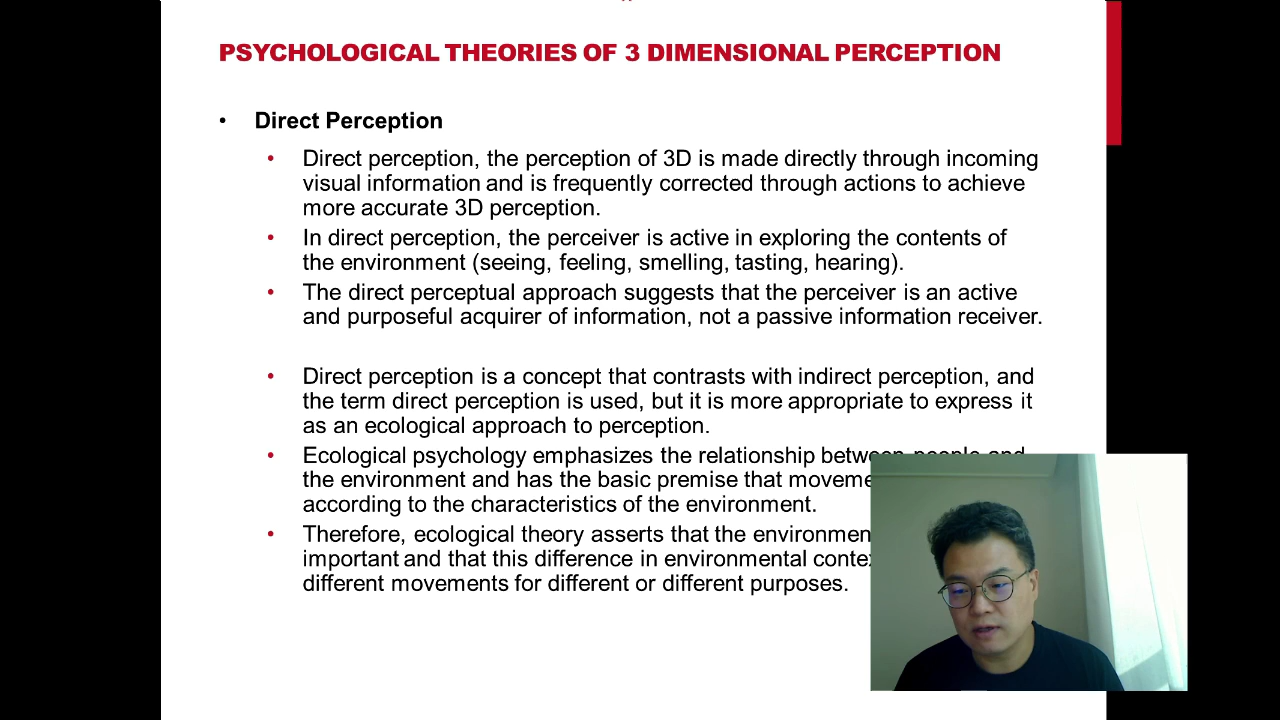 PSYCHOLOGICAL THEORIES OF 3 DIMENSIONAL PERCEPTION
• Direct Perception
• Direct perception, the perception of 3D is made directly through incoming
visual information and is frequently corrected through actions to achieve
more accurate 3D perception.
• In direct perception, the perceiver is active in exploring the contents of
the environment (seeing, feeling, smelling, tasting, hearing).
• The direct perceptual approach suggests that the perceiver is an active
and purposeful acquirer of information, not a passive information receiver.
• Direct perception is a concept that contrasts with indirect perception, and
the term direct perception is used, but it is more appropriate to express it
as an ecological approach to perception.
• Ecological psychology emphasizes the relationship between people and
the environment and has the basic premise that
according to the characteristics of the environment.
• Therefore, ecological theory asserts that the
important and that this difference in environmental
different movements for different or different purposes.